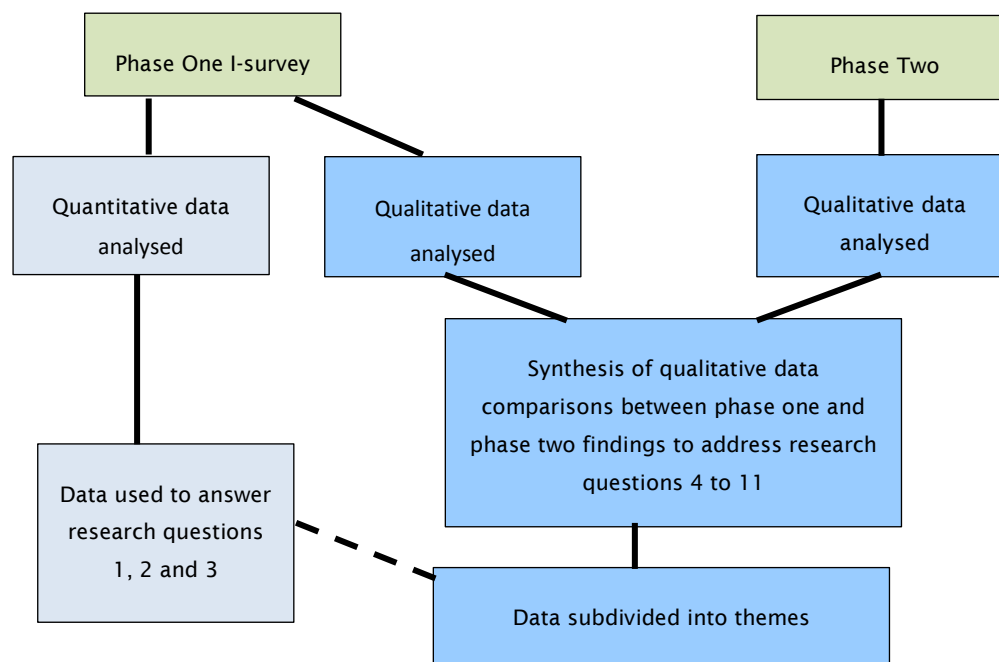 Phase One I-survey
Phase Two
Quantitative data
analysed
Qualitative data
analysed
Qualitative data
analysed
Synthesis of qualitative data
comparisons between phase one and
phase two findings to address research
questions 4 to 11
Data used to answer
research questions
1, 2 and 3
Data subdivided into themes